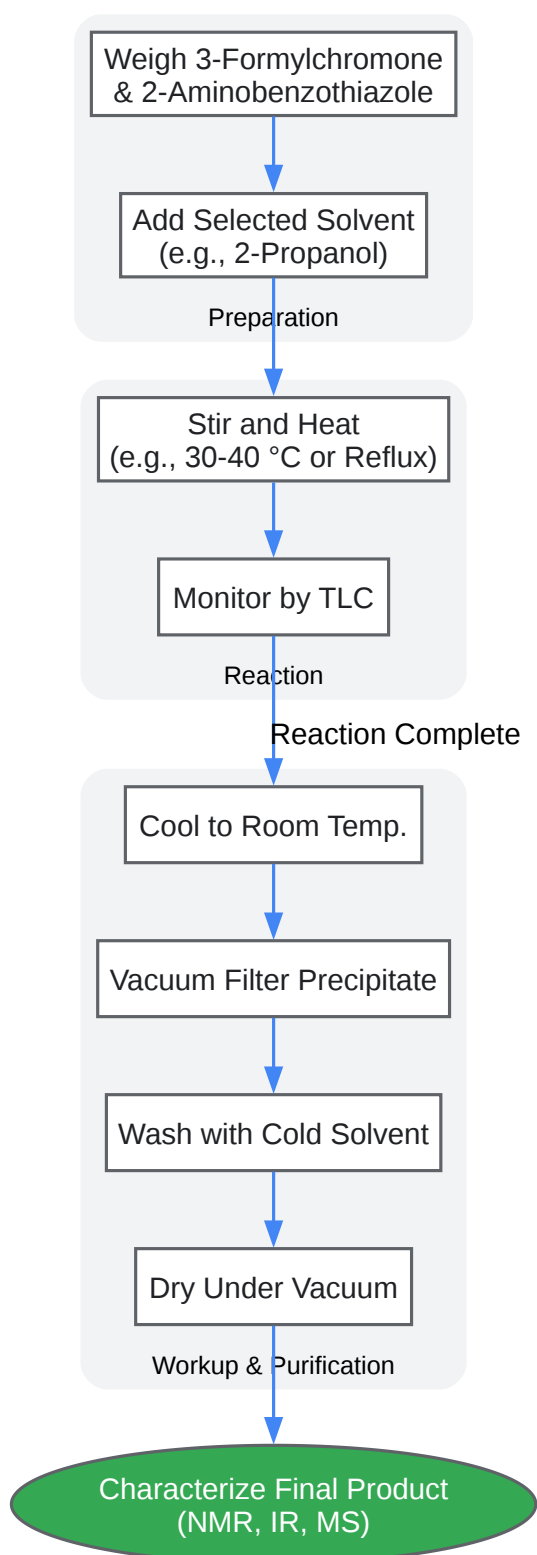 Weigh 3-Formylchromone
& 2-Aminobenzothiazole
Add Selected Solvent
(e.g., 2-Propanol)
Preparation
Stir and Heat
(e.g., 30-40 °C or Reflux)
Monitor by TLC
Reaction
Reaction Complete
Cool to Room Temp.
Vacuum Filter Precipitate
Wash with Cold Solvent
Dry Under Vacuum
Workup & Purification
Characterize Final Product
(NMR, IR, MS)